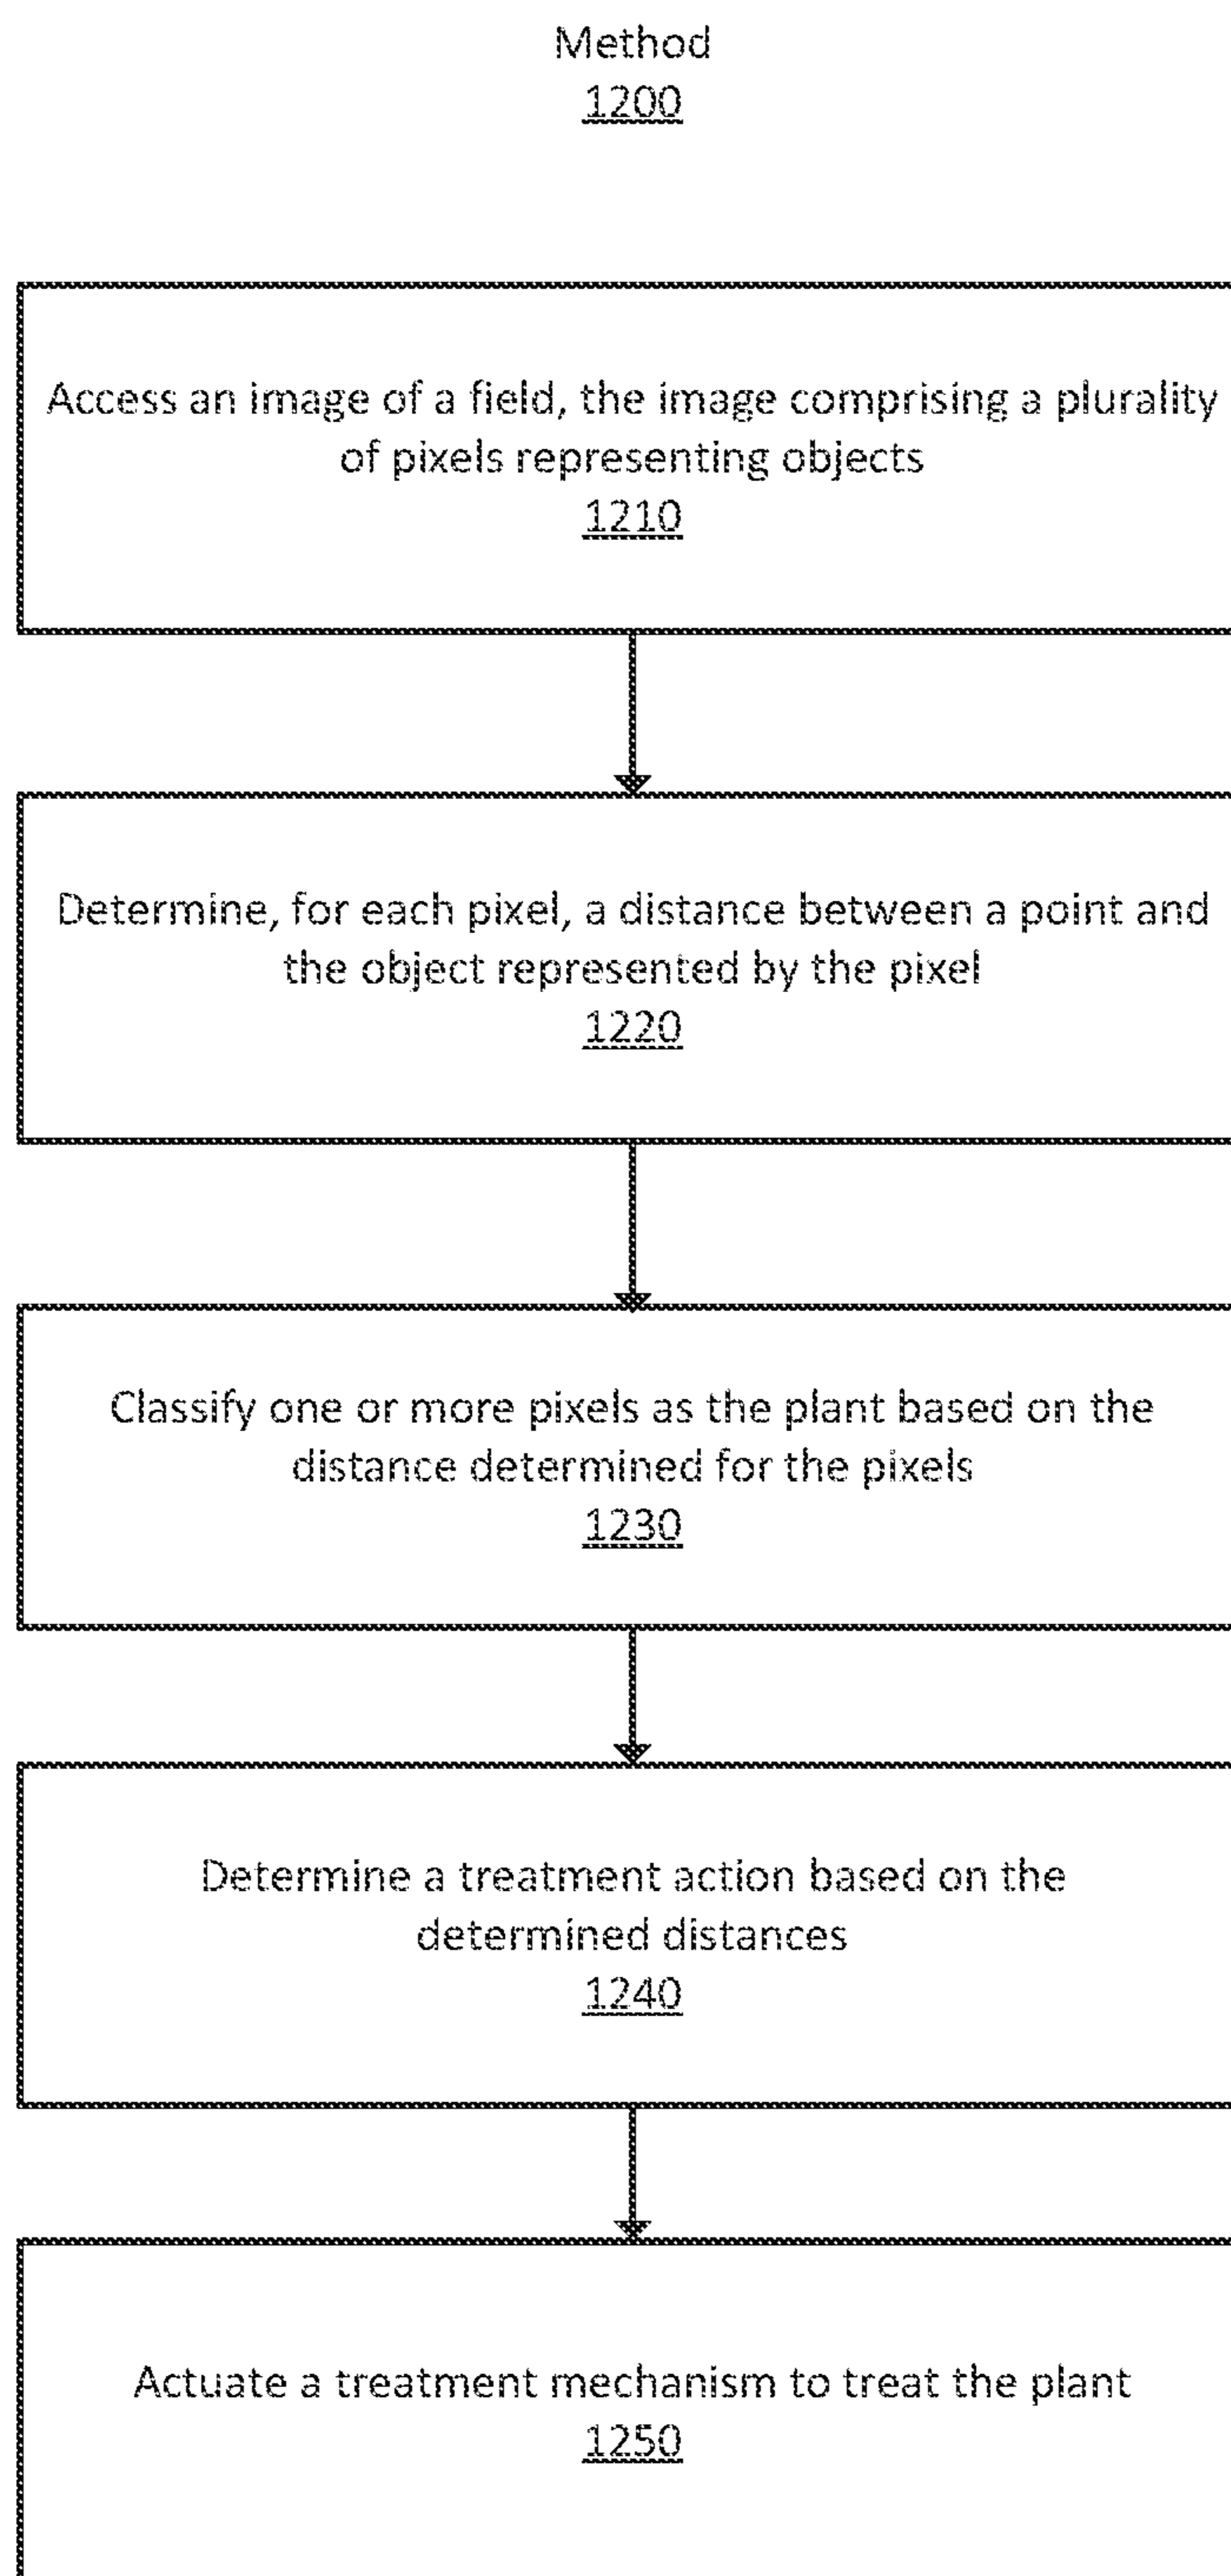 Method
1200
Access an image of a field, the image comprising a plurality
of pixels representing objects
1210
Determine, for each pixel, a distance between a point and
the object represented by the pixel
1220
Classify one or more pixels as the plant based on the
distance determined for the pixels
1230
Determine a treatment action based on the
determined distances
1240
Actuate a treatment mechanism to treat the plant
1250